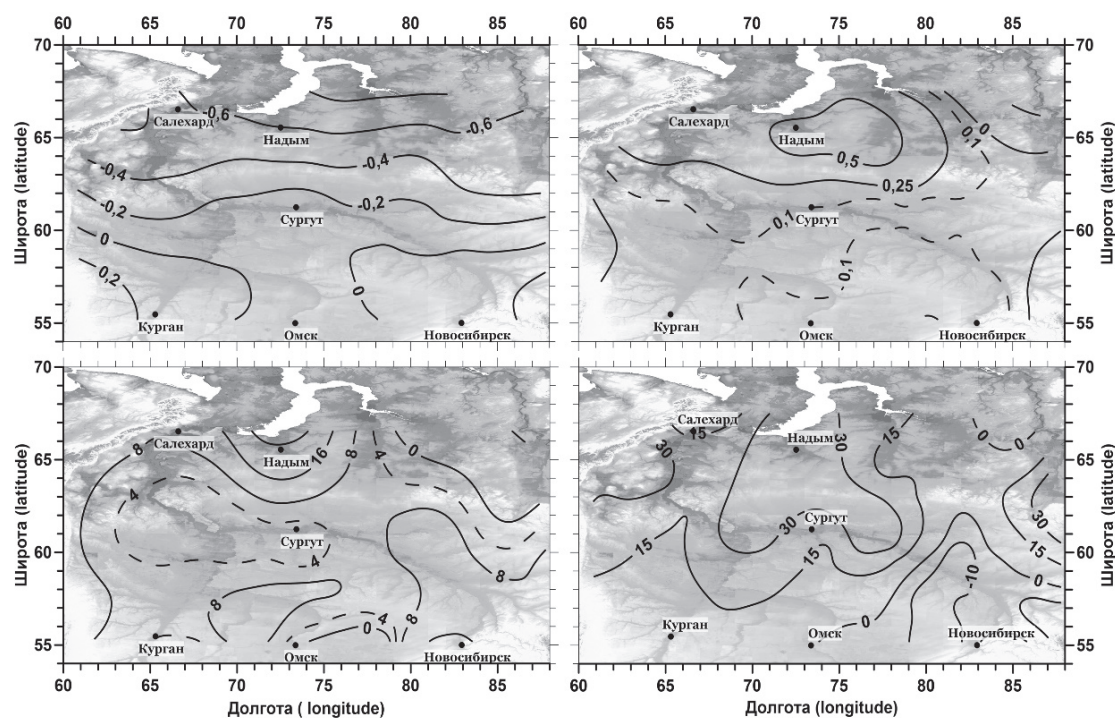 60 65 70 75 80 85 60 65 70 75 80 85
70 70
65 65
60 60
55 55
Широта (latitude)
Широта (latitude)
-0,6
Салехард
Надым
-0,6
-0,4
-0,4
-0,2
-0,2
Сургут
0
0,2
0
Курган
Омск
Новосибирск
Салехард
Надым
0
0,1
0,5
0,25
0,1
Сургут
-0,1
Курган
Омск
Новосибирск
70 70
65 65
60 60
55 55
Широта (latitude)
Широта (latitude)
Салехард
8
Надым
16
8
4
0
4
Сургут
4
8
8
4
0
8
Курган
Омск
Новосибирск
Салехард
15
30
Надым
30
15
0
0
30
Сургут
30
15
15
15
0
-10
0
Курган
Омск
Новосибирск
60 65 70 75 80 85 60 65 70 75 80 85
Долгота ( longitude)
Долгота (longitude)